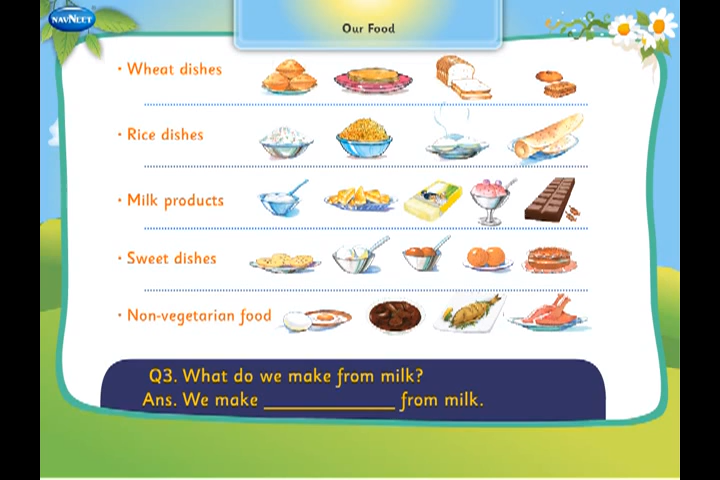 NAVNEET
Our Food
• Wheat dishes
• Rice dishes
• Milk products
• Sweet dishes
• Non-vegetarian food
Q3. What do we make from milk?
Ans. We make ______________ from milk.